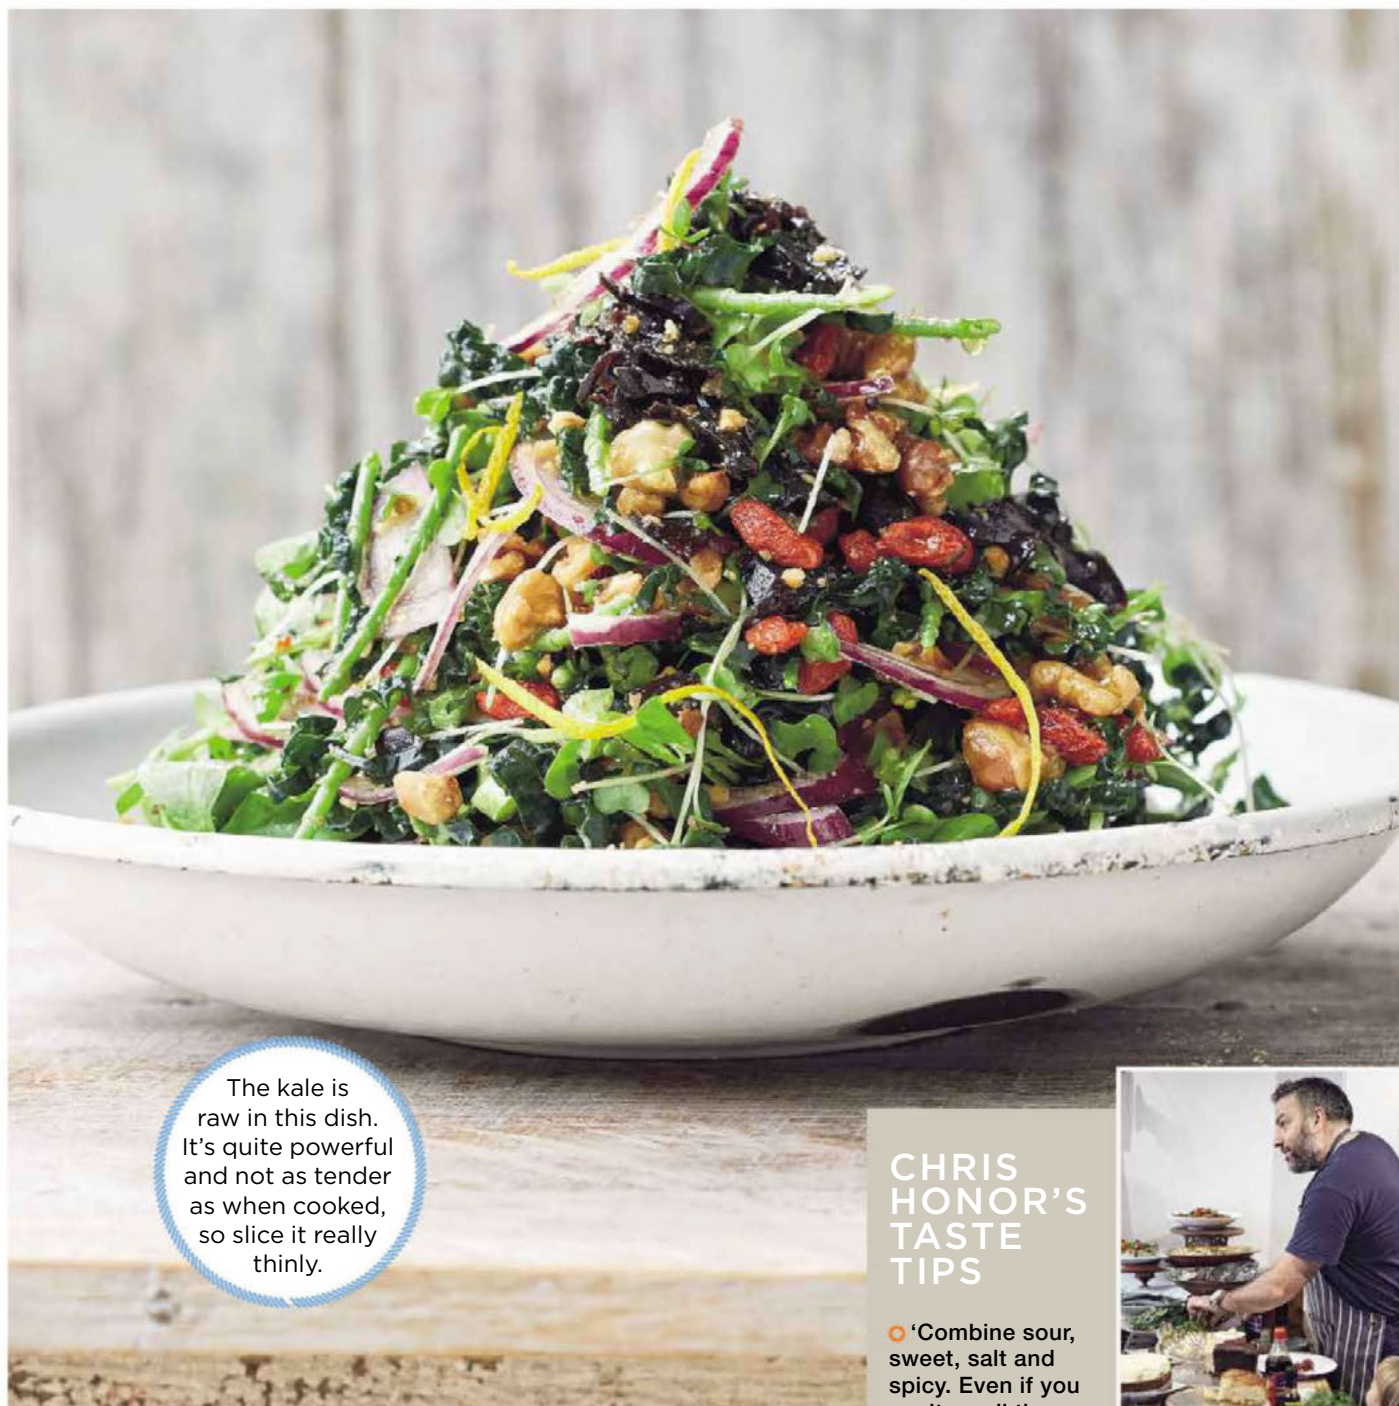 The kale is
raw in this dish.
It's quite powerful
and not as tender
as when cooked,
so slice it really
thinly.
CHRIS
HONOR'S
TASTE
TIPS
'Combine sour,
sweet, salt and
spicy. Even if you